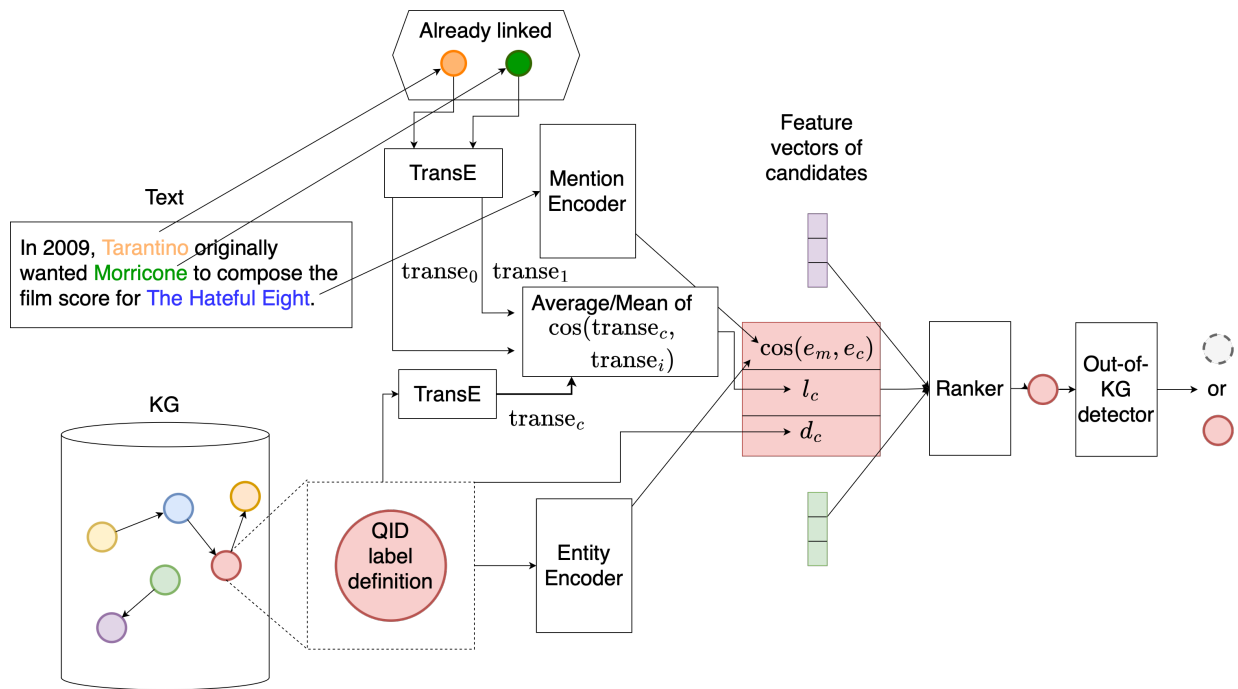 Already linked
TransE
Text
In 2009, Tarantino originally
wanted Morricone to compose the
film score for The Hateful Eight.
Mention
Encoder
Feature
vectors of
candidates
transe₀
transe₁
Average/Mean of
cos(transe_c,
transe_i)
TransE
transe_c
cos(e_m, e_c)
l_c
d_c
Ranker
Out-of-
KG
detector
or
KG
QID
label
definition
Entity
Encoder